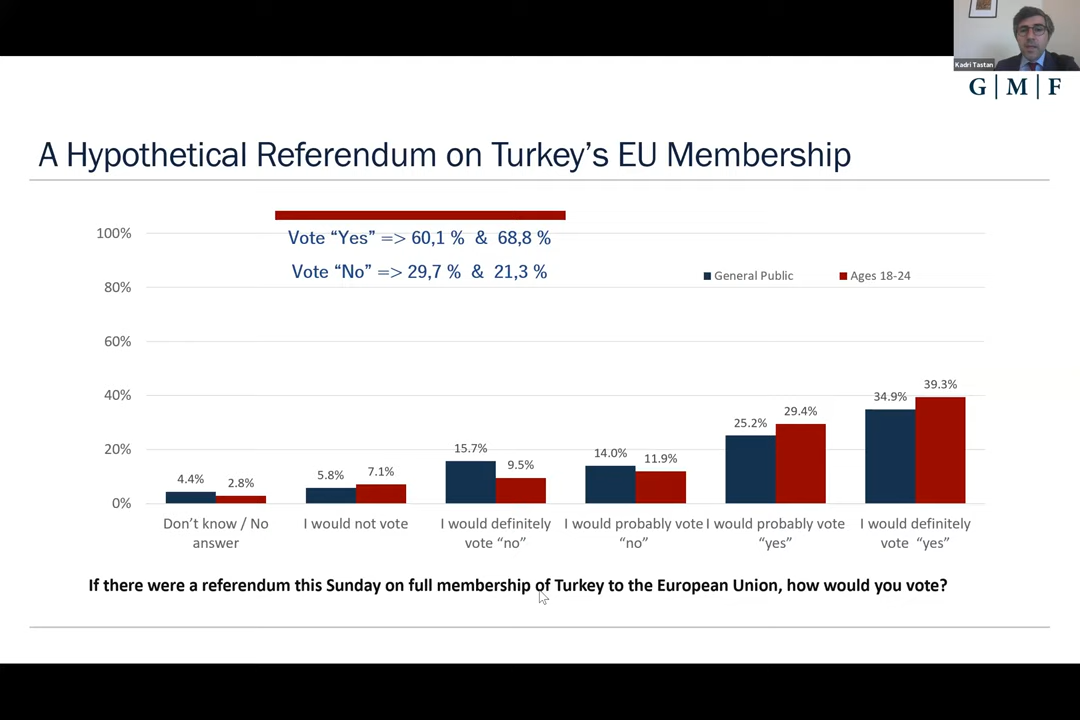 Kadri Tastan
G | M | F
A Hypothetical Referendum on Turkey's EU Membership
Vote “Yes” => 60,1 % & 68,8 %
Vote “No” => 29,7 % & 21,3 %
General Public
Ages 18-24
100%
80%
60%
40%
20%
0%
4.4%
2.8%
5.8%
7.1%
15.7%
9.5%
14.0%
11.9%
25.2%
29.4%
34.9%
39.3%
Don't know / No
answer
I would not vote
I would definitely
vote “no”
I would probably vote
“no”
I would probably vote
“yes”
I would definitely
vote “yes”
If there were a referendum this Sunday on full membership of Turkey to the European Union, how would you vote?